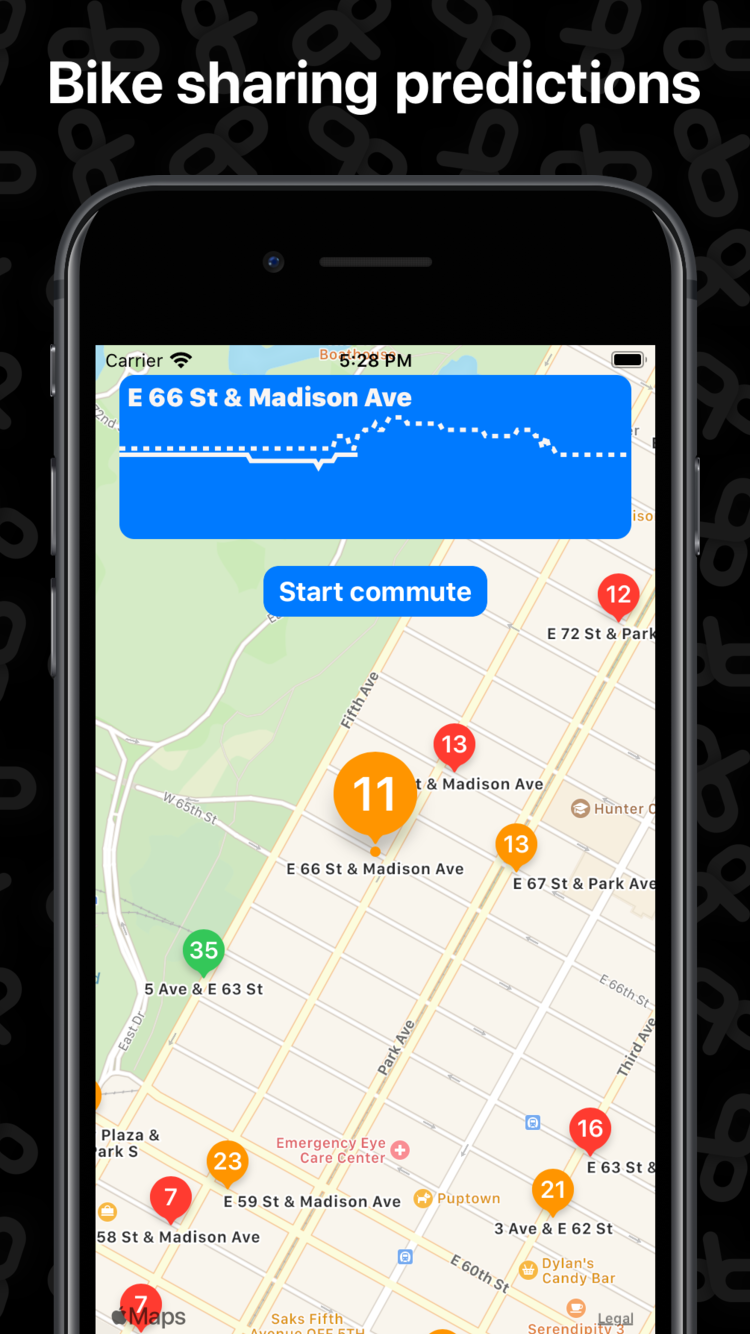 Bike sharing predictions
Carrier
5:28 PM
Boathouse
E 66 St & Madison Ave
Start commute
12
E 72 St & Park
Fifth Ave
13
t & Madison Ave
11
E 66 St & Madison Ave
Hunter C
13
E 67 St & Park Ave
W 65th St
35
5 Ave & E 63 St
E 66th St
East Dr
Park Ave
Third Ave
Plaza &
Park S
Emergency Eye
Care Center
16
E 63 St &
23
E 59 St & Madison Ave
Puptown
21
3 Ave & E 62 St
7
58 St & Madison Ave
E 60th St
Dylan's
Candy Bar
7
Maps
Saks Fifth
Avenue OFF 5TH
Legal
Serendipity 3